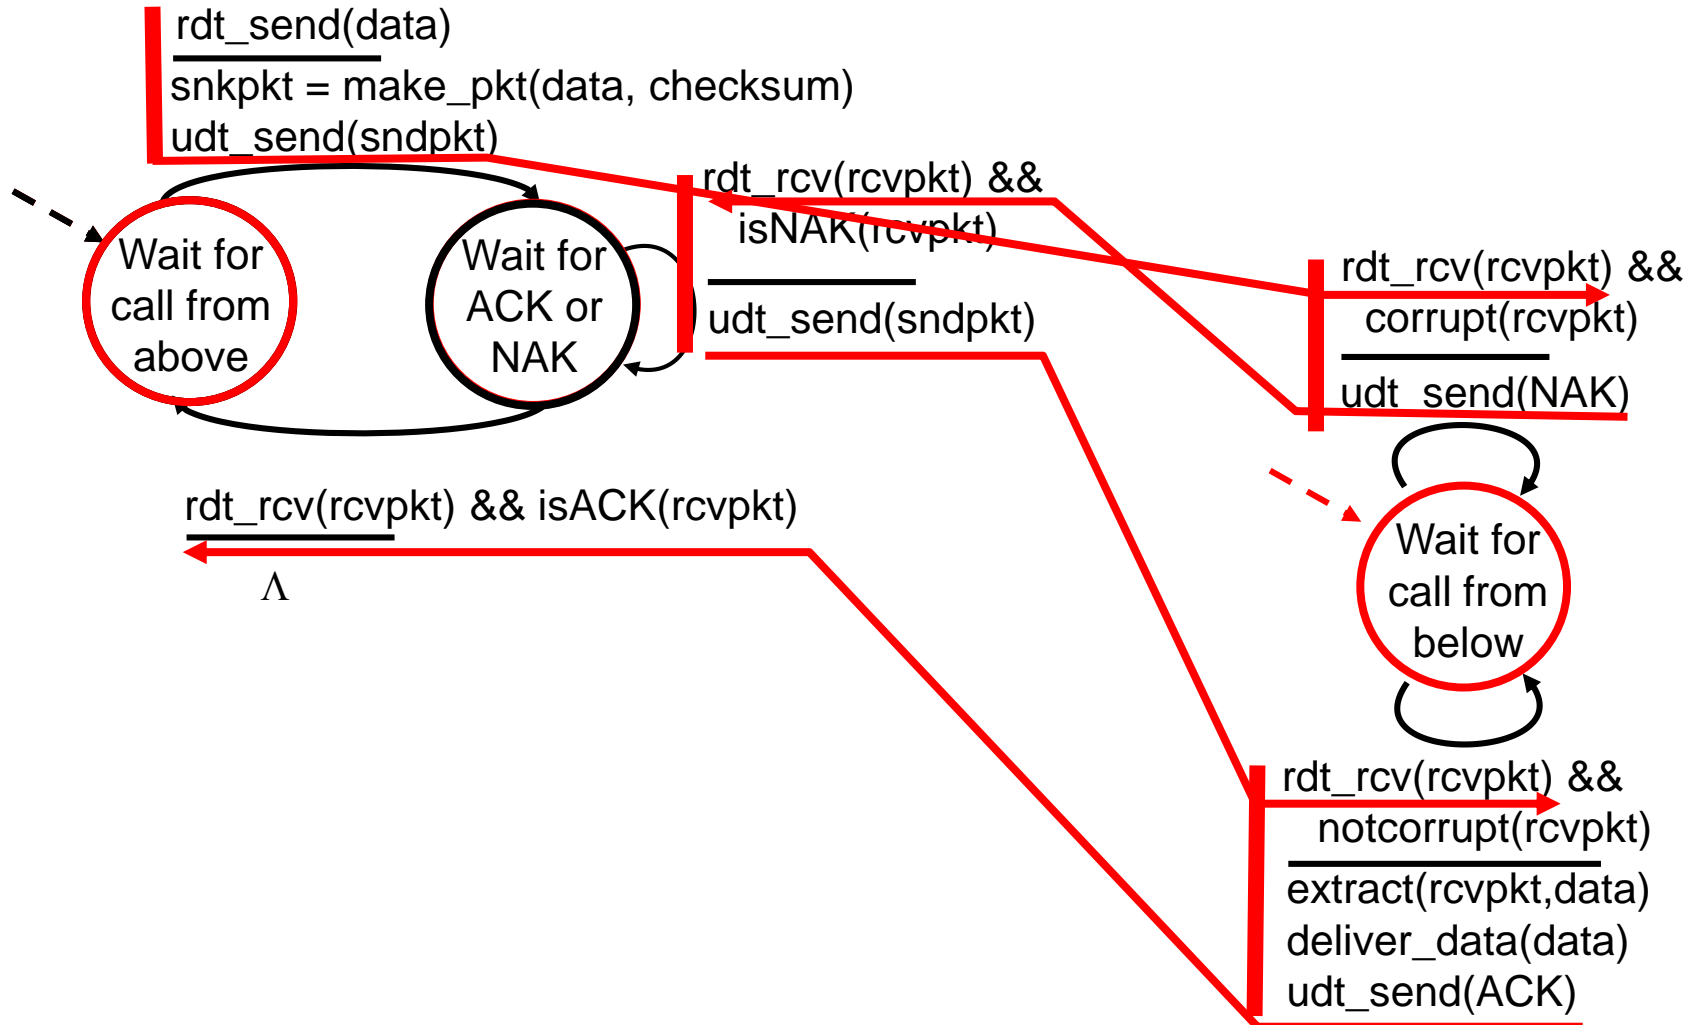 rdt_send(data)
snkpkt = make_pkt(data, checksum)
udt_send(sndpkt)
rdt_rcv(rcvpkt) &&
isNAK(rcvpkt)
udt_send(sndpkt)
Wait for
call from
above
Wait for
ACK or
NAK
rdt_rcv(rcvpkt) && isACK(rcvpkt)
Λ
rdt_rcv(rcvpkt) &&
corrupt(rcvpkt)
udt_send(NAK)
Wait for
call from
below
rdt_rcv(rcvpkt) &&
notcorrupt(rcvpkt)
extract(rcvpkt,data)
deliver_data(data)
udt_send(ACK)